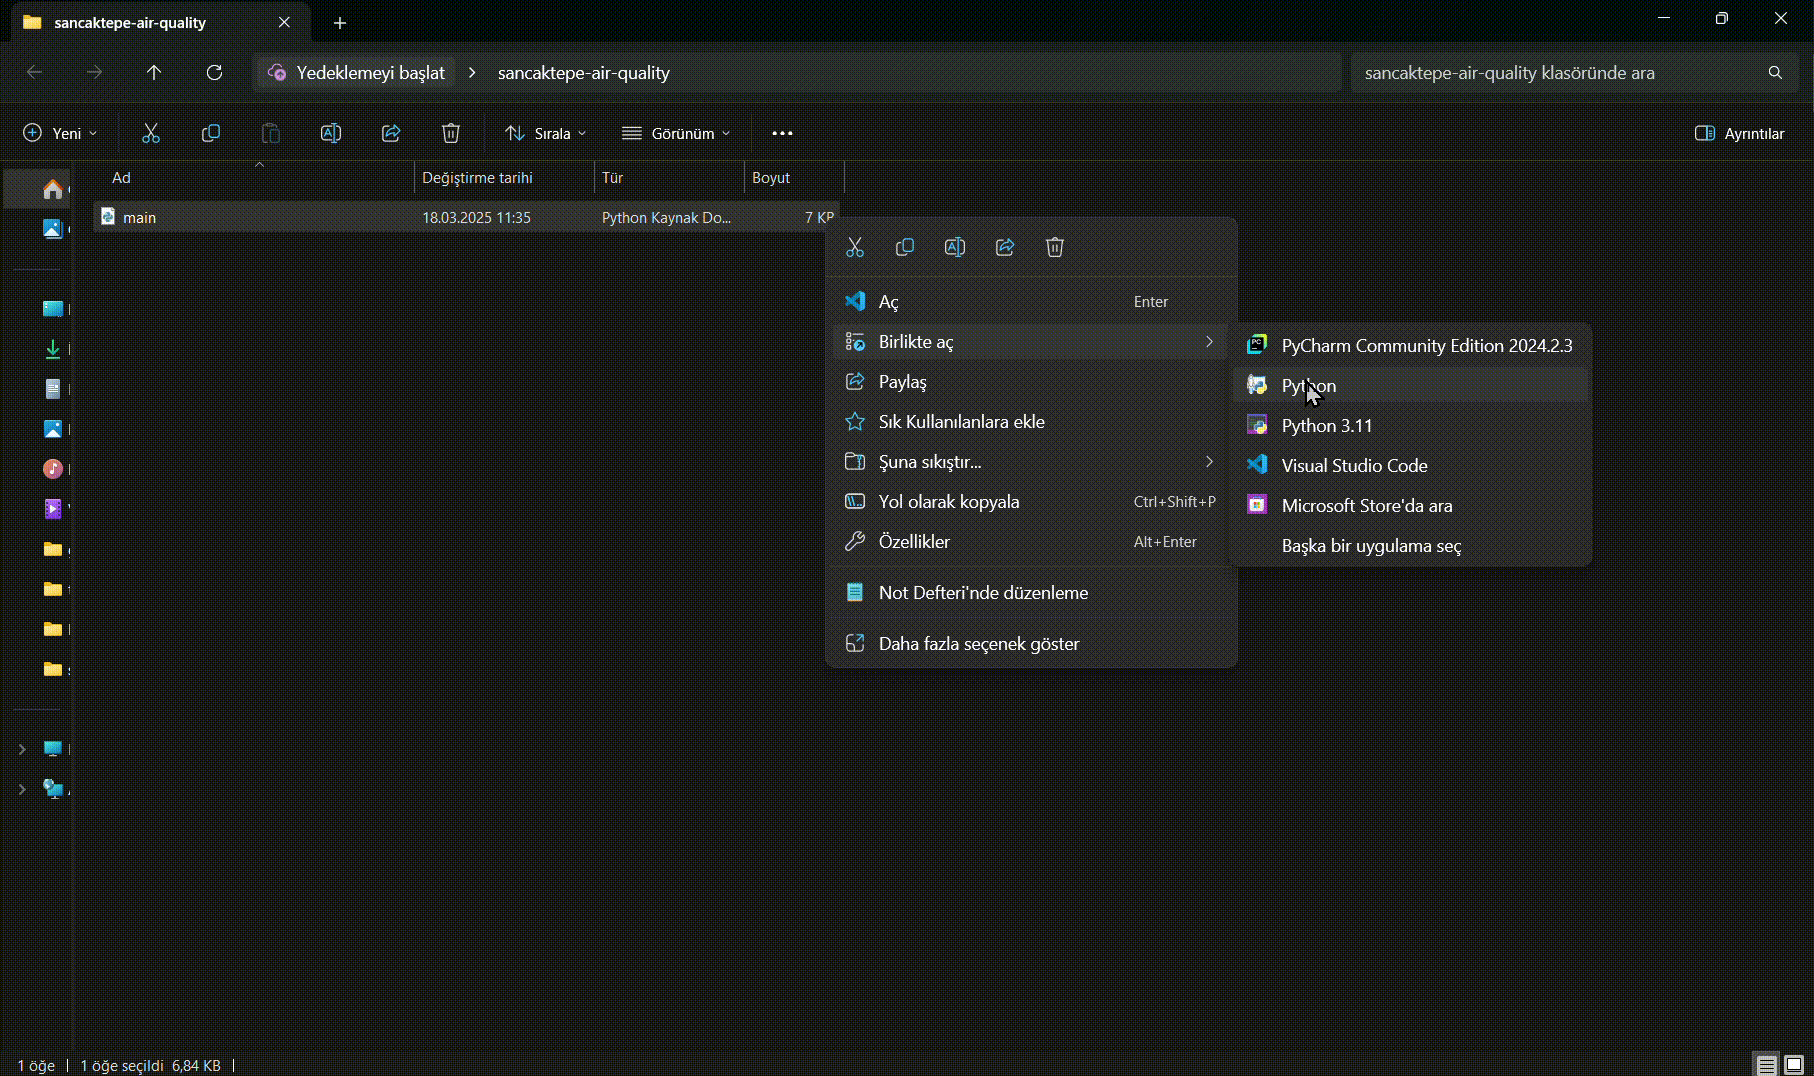 sancaktepe-air-quality
Yedeklemeyi başlat > sancaktepe-air-quality
sancaktepe-air-quality klasöründe ara
Yeni
Sırala
Görünüm
Ayrıntılar
Ad Değiştirme tarihi Tür Boyut
main 18.03.2025 11:35 Python Kaynak Do... 7 KB
Aç Enter
Birlikte aç
Paylaş
Sık Kullanılanlara ekle
Şuna sıkıştır...
Yol olarak kopyala Ctrl+Shift+P
Özellikler Alt+Enter
Not Defteri'nde düzenleme
Daha fazla seçenek göster
PyCharm Community Edition 2024.2.3
Python
Python 3.11
Visual Studio Code
Microsoft Store'da ara
Başka bir uygulama seç
1 öğe 1 öğe seçildi 6,84 KB